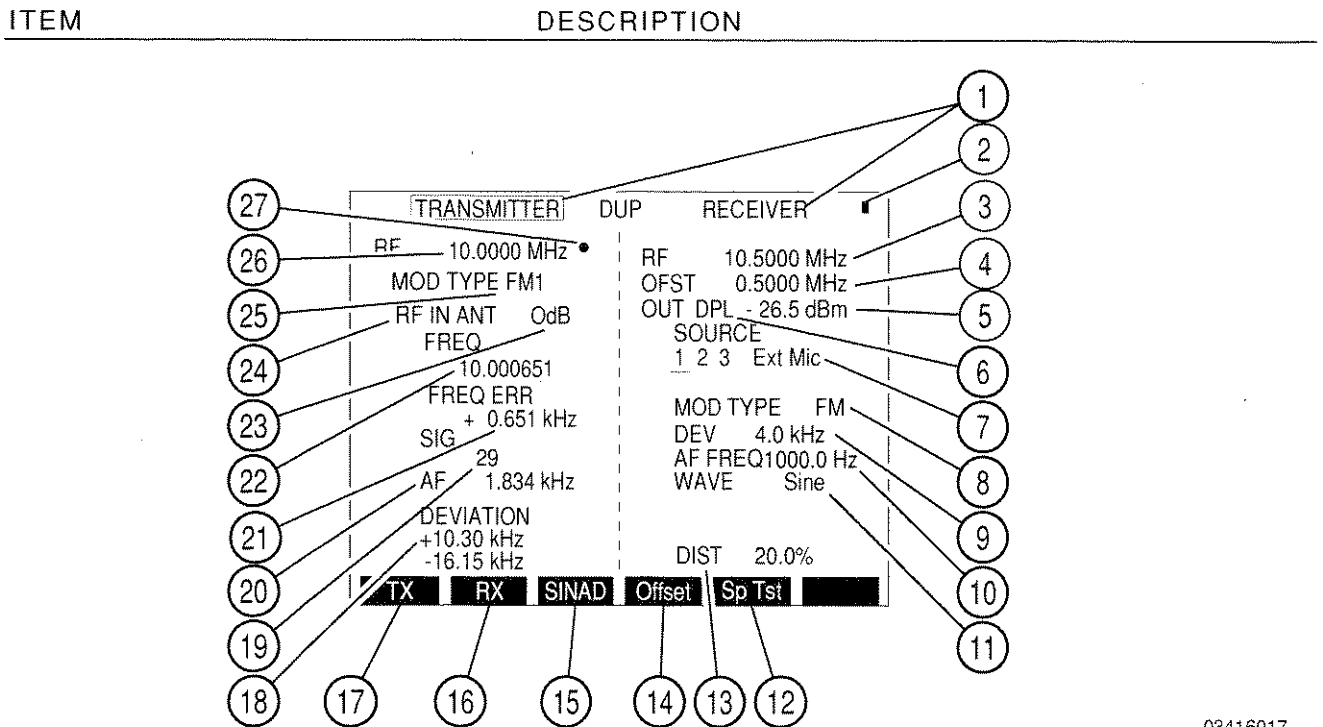 ITEM DESCRIPTION
TRANSMITTER DUP RECEIVER
RF 10.0000 MHz
MOD TYPE FM1
RF IN ANT OdB
FREQ
10.000651
FREQ ERR
+ 0.651 kHz
SIG
29
AF 1.834 kHz
DEVIATION
+10.30 kHz
-16.15 kHz
RF 10.5000 MHz
OFST 0.5000 MHz
OUT DPL - 26.5 dBm
SOURCE
1 2 3 Ext Mic
MOD TYPE FM
DEV 4.0 kHz
AF FREQ1000.0 Hz
WAVE Sine
DIST 20.0%
TX RX SINAD Offset Sp Tst
1
2
3
4
5
6
7
8
9
10
11
12
13
14
15
16
17
18
19
20
21
22
23
24
25
26
27